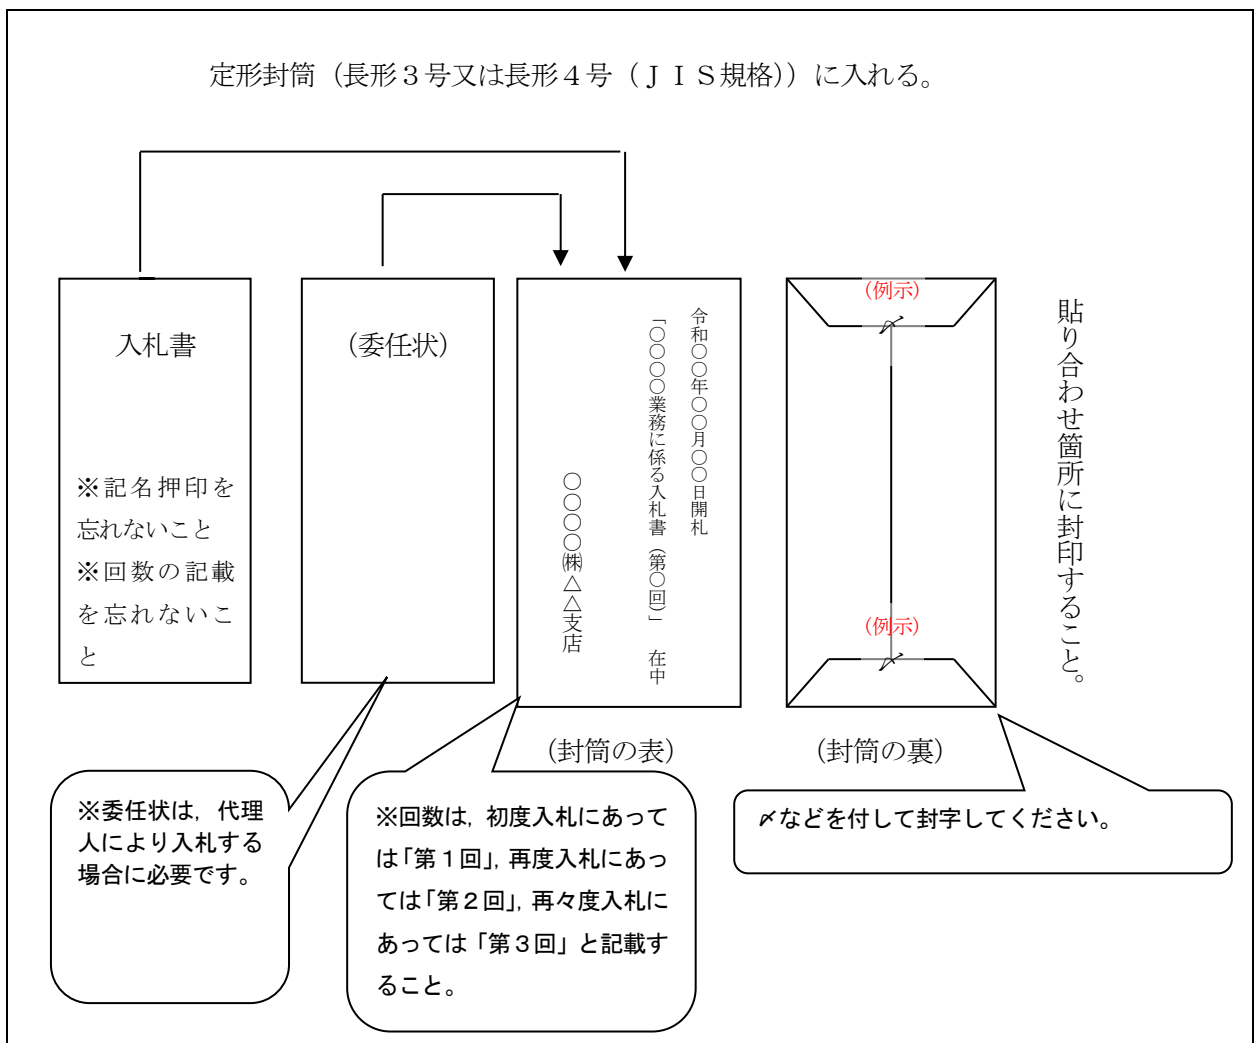 定形封筒（長形３号又は長形４号（ＪＩＳ規格））に入れる。
入札書
※記名押印を
忘れないこと
※回数の記載
を忘れないこ
と
（委任状）
令和〇〇年〇〇月〇〇日開札
「〇〇〇〇業務に係る入札書（第〇回）」　在中
〇〇〇〇㈱△△支店
（例示）
〆
（例示）
〆
貼り合わせ箇所に封印すること。
（封筒の表）
（封筒の裏）
※委任状は，代理
人により入札する
場合に必要です。
※回数は，初度入札にあって
は「第１回」，再度入札にあっ
ては「第２回」，再々度入札に
あっては「第３回」と記載す
ること。
〆などを付して封字してください。